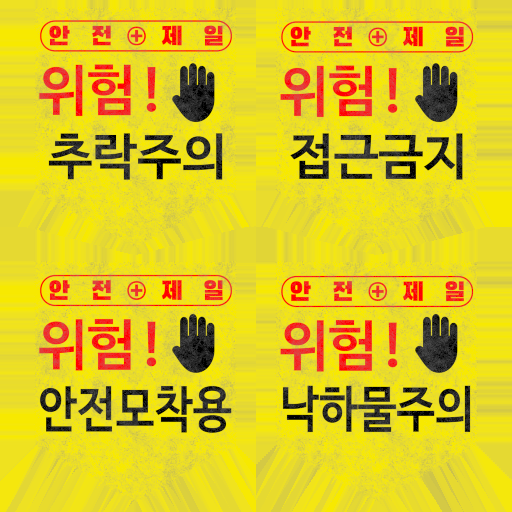 안 전 제 일
위험!
추락주의
안 전 제 일
위험!
접근금지
안 전 제 일
위험!
안전모착용
안 전 제 일
위험!
낙하물주의